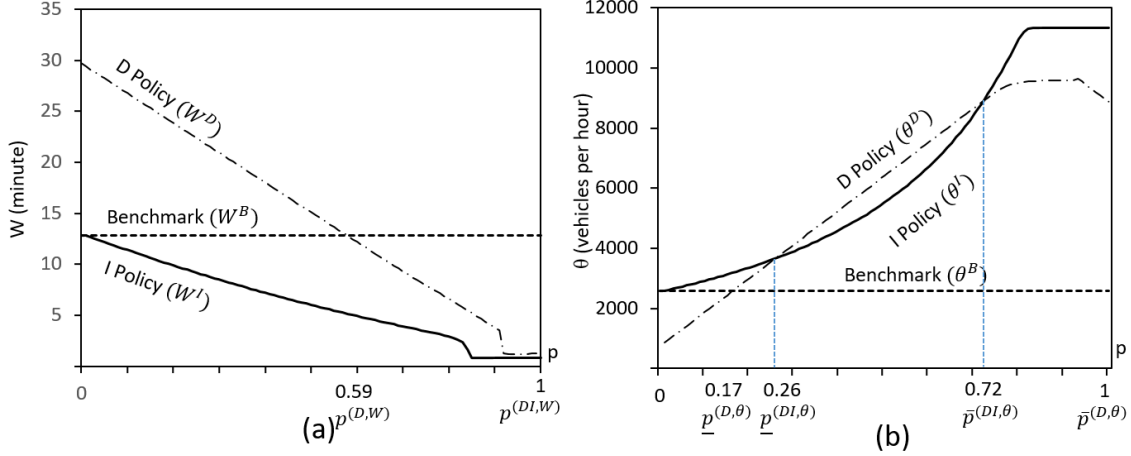 35
30
25
20
15
10
5
W (minute)
D Policy (W^D)
Benchmark (W^B)
I Policy (W^I)
p
0 0.59 1
p^(D,W) p^(DI,W)
(a)
12000
10000
8000
6000
4000
2000
0
θ (vehicles per hour)
D Policy (θ^D)
I Policy (θ^I)
Benchmark (θ^B)
p
0 0.17 0.26 0.72 1
p̲^(D,θ) p̲^(DI,θ) p̄^(DI,θ) p̄^(D,θ)
(b)